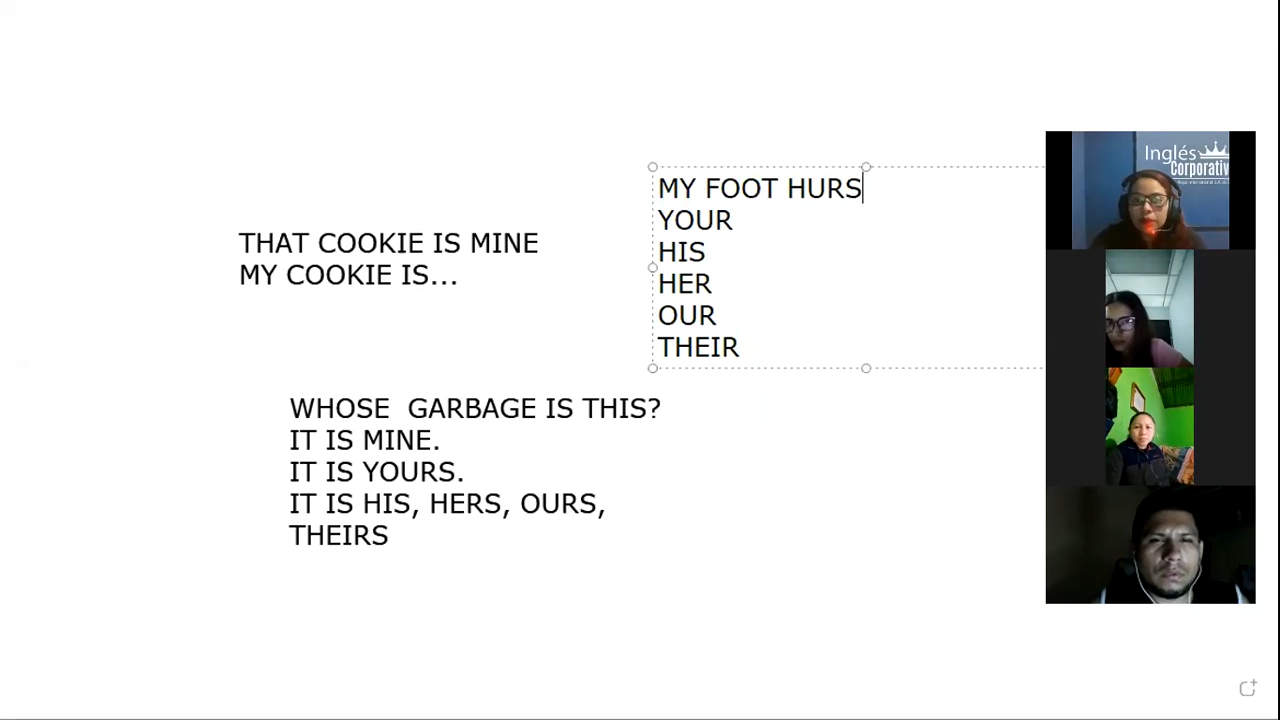 THAT COOKIE IS MINE
MY COOKIE IS...
MY FOOT HURS
YOUR
HIS
HER
OUR
THEIR
WHOSE  GARBAGE IS THIS?
IT IS MINE.
IT IS YOURS.
IT IS HIS, HERS, OURS,
THEIRS
Inglés
Corporativ